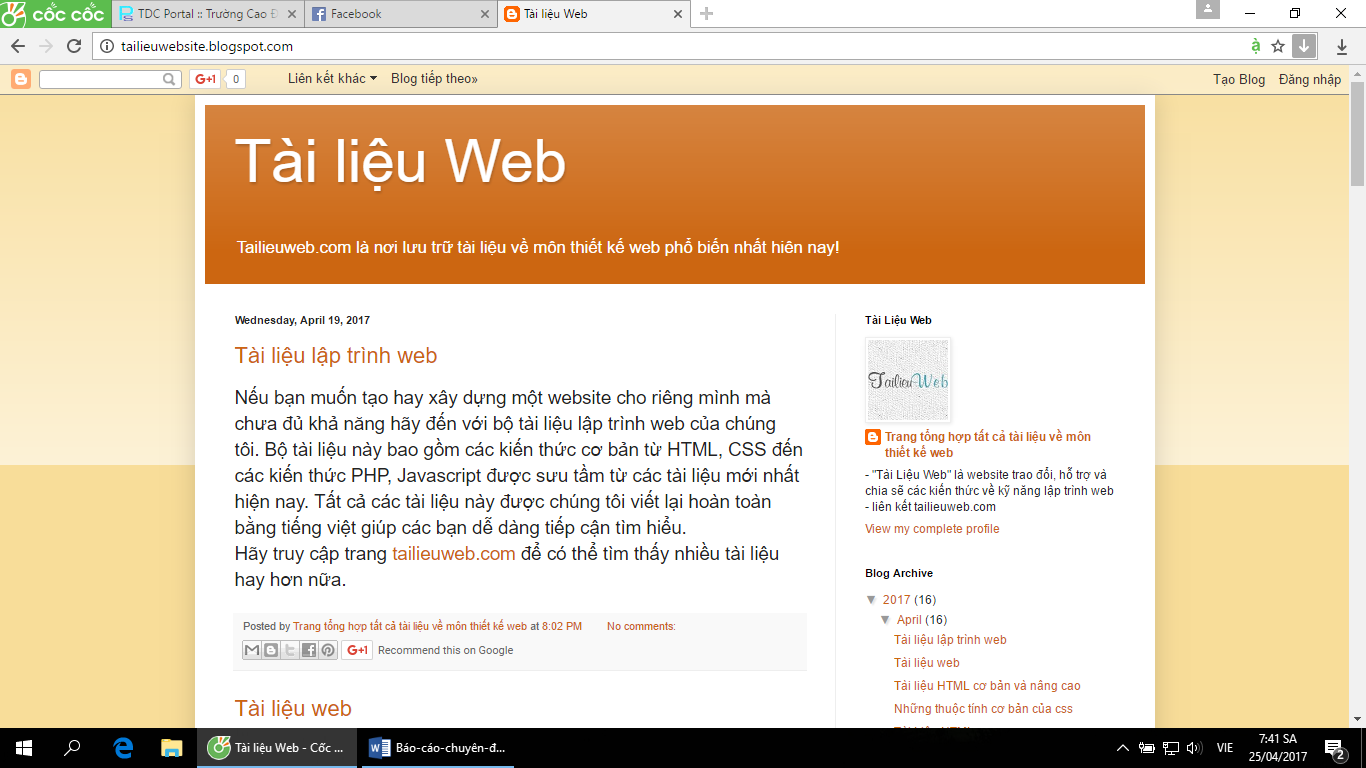 cốc cốc
TDC Portal :: Trường Cao Đ
Facebook
Tài liệu Web
tailieuwebsite.blogspot.com
G+1 0 Liên kết khác Blog tiếp theo» Tạo Blog Đăng nhập
Tài liệu Web
Tailieuweb.com là nơi lưu trữ tài liệu về môn thiết kế web phổ biến nhất hiên nay!
Wednesday, April 19, 2017
Tài liệu lập trình web
Nếu bạn muốn tạo hay xây dựng một website cho riêng mình mà
chưa đủ khả năng hãy đến với bộ tài liệu lập trình web của chúng
tôi. Bộ tài liệu này bao gồm các kiến thức cơ bản từ HTML, CSS đến
các kiến thức PHP, Javascript được sưu tầm từ các tài liệu mới nhất
hiện nay. Tất cả các tài liệu này được chúng tôi viết lại hoàn toàn
bằng tiếng việt giúp các bạn dễ dàng tiếp cận tìm hiểu.
Hãy truy cập trang tailieuweb.com để có thể tìm thấy nhiều tài liệu
hay hơn nữa.
Posted by Trang tổng hợp tất cả tài liệu về môn thiết kế web at 8:02 PM No comments:
G+1 Recommend this on Google
Tài liệu web
Tài Liệu Web
TailieuWeb
Trang tổng hợp tất cả tài liệu về môn
thiết kế web
- "Tài Liệu Web" là website trao đổi, hỗ trợ và
chia sẽ các kiến thức về kỹ năng lập trình web
- liên kết tailieuweb.com
View my complete profile
Blog Archive
▼ 2017 (16)
▼ April (16)
Tài liệu lập trình web
Tài liệu web
Tài liệu HTML cơ bản và nâng cao
Những thuộc tính cơ bản của css
Tài liệu Web - Cốc ...
Báo-cáo-chuyên-đ...
VIE
7:41 SA
25/04/2017
2